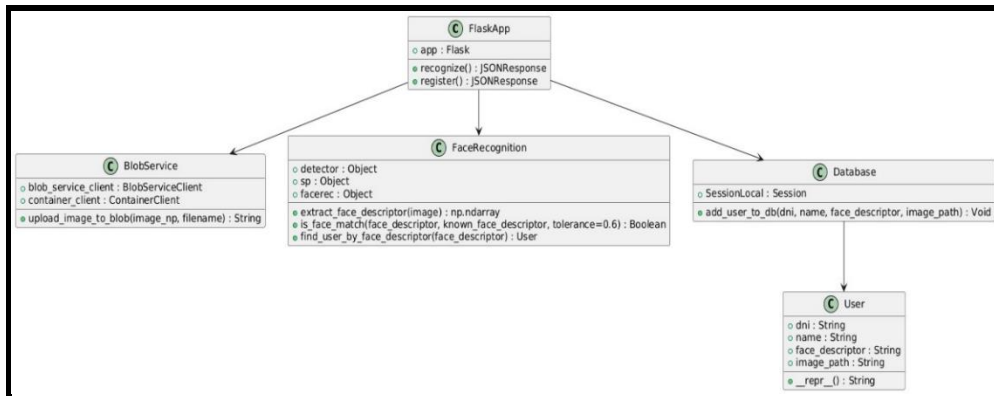 C FlaskApp
app : Flask
recognize() : JSONResponse
register() : JSONResponse
C BlobService
blob_service_client : BlobServiceClient
container_client : ContainerClient
upload_image_to_blob(image_np, filename) : String
C FaceRecognition
detector : Object
sp : Object
facerec : Object
extract_face_descriptor(image) : np.ndarray
is_face_match(face_descriptor, known_face_descriptor, tolerance=0.6) : Boolean
find_user_by_face_descriptor(face_descriptor) : User
C Database
SessionLocal : Session
add_user_to_db(dni, name, face_descriptor, image_path) : Void
C User
dni : String
name : String
face_descriptor : String
image_path : String
__repr__() : String